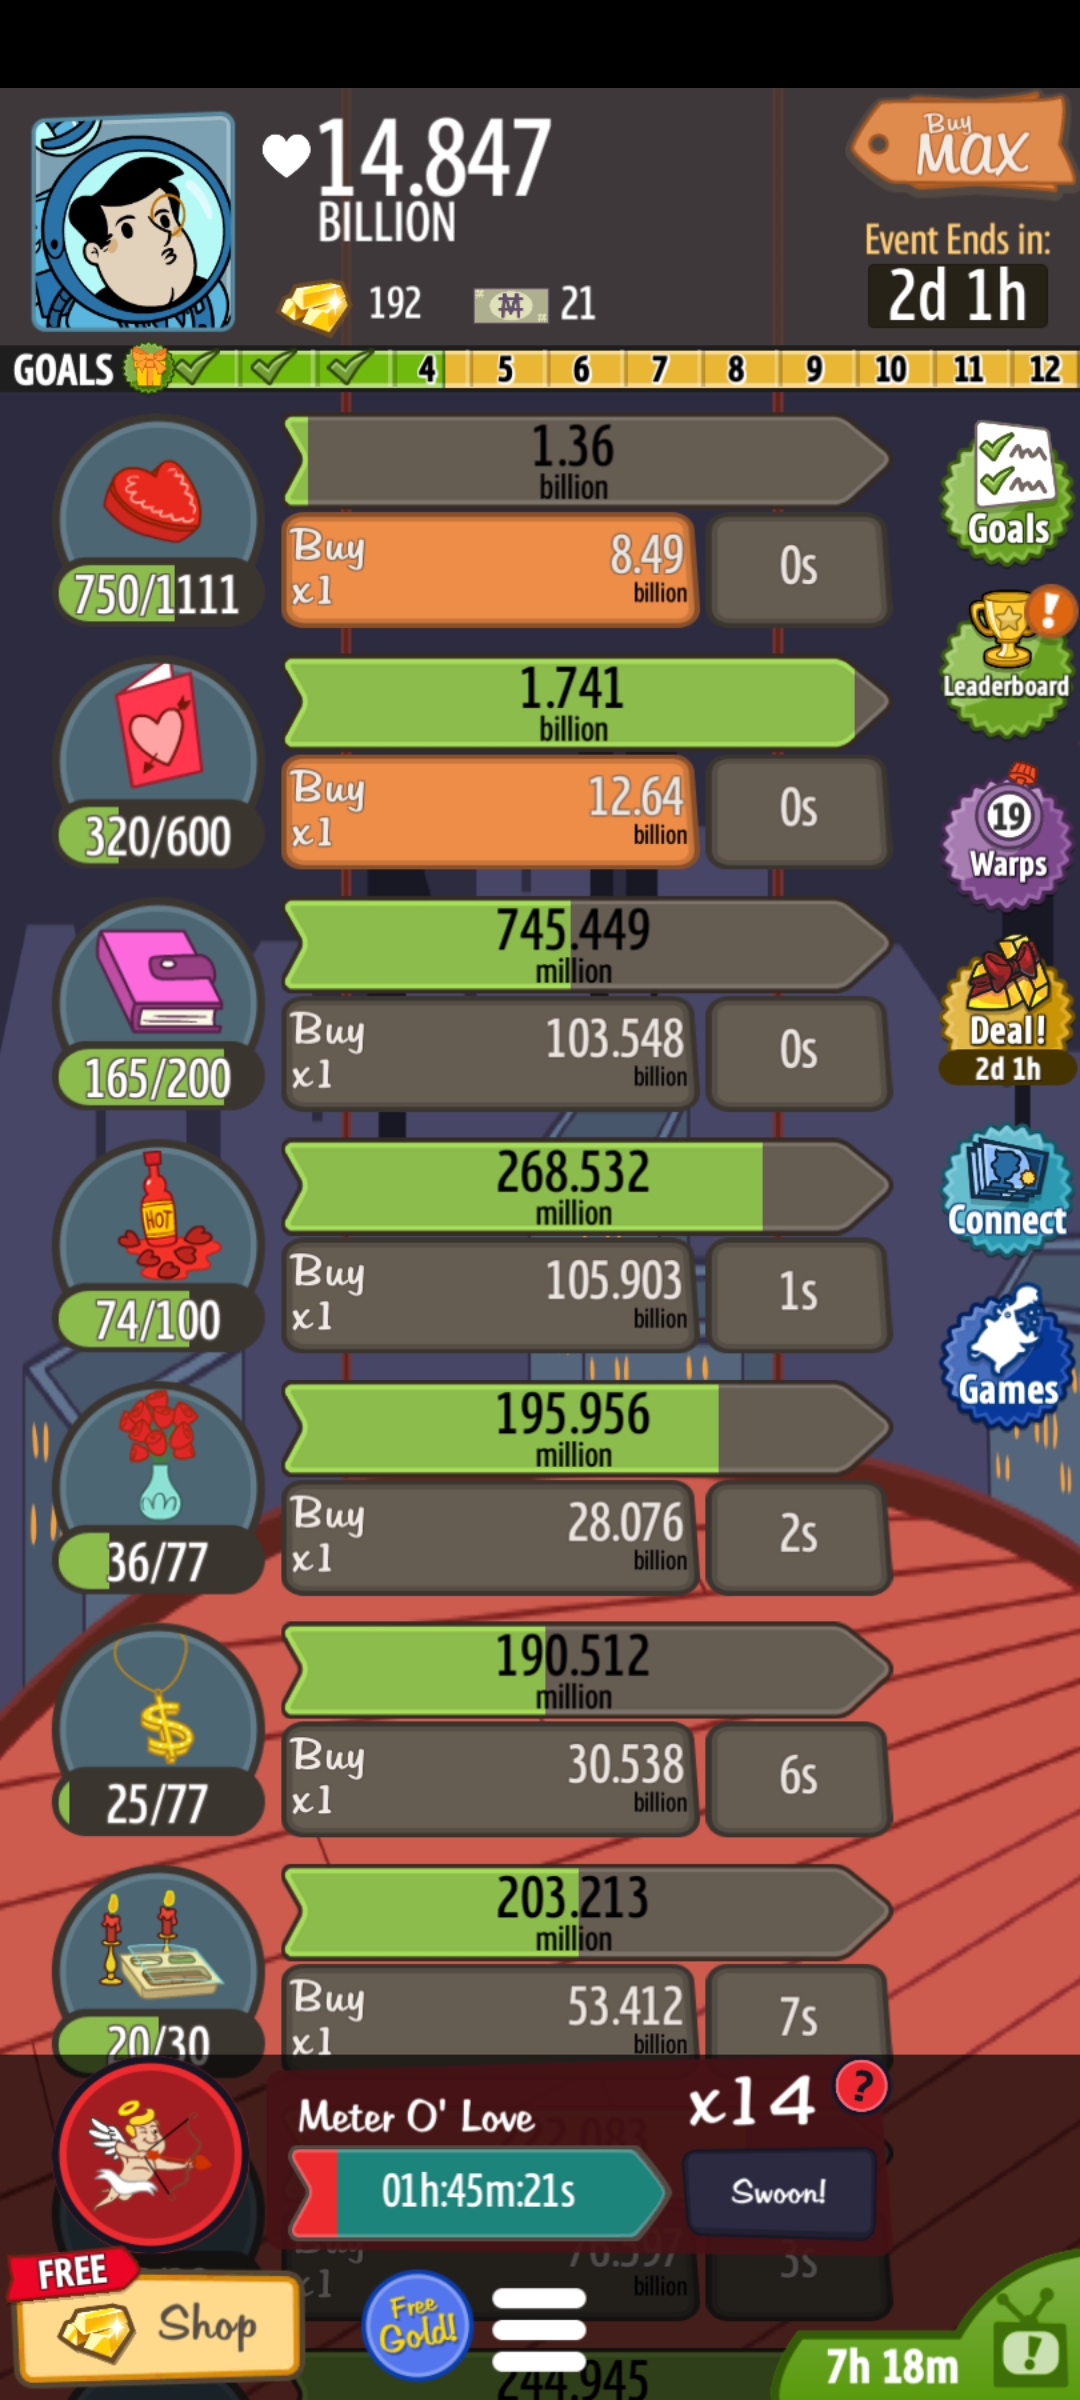 14.847
BILLION
192
21
Buy
MAX
Event Ends in:
2d 1h
GOALS 4 5 6 7 8 9 10 11 12
1.36
billion
Buy
x1
8.49
billion
0s
750/1111
Goals
1.741
billion
Buy
x1
12.64
billion
0s
320/600
!
Leaderboard
19
Warps
745.449
million
Buy
x1
103.548
billion
0s
165/200
Deal!
2d 1h
268.532
million
HOT
Buy
x1
105.903
billion
1s
74/100
Connect
195.956
million
Buy
x1
28.076
billion
2s
36/77
Games
190.512
million
$
Buy
x1
30.538
billion
6s
25/77
203.213
million
Buy
x1
53.412
billion
7s
20/30
Meter O' Love
x14
?
01h:45m:21s
Swoon!
Buy
x1
billion
3s
FREE
Shop
Free
Gold!
244.945
7h 18m
!